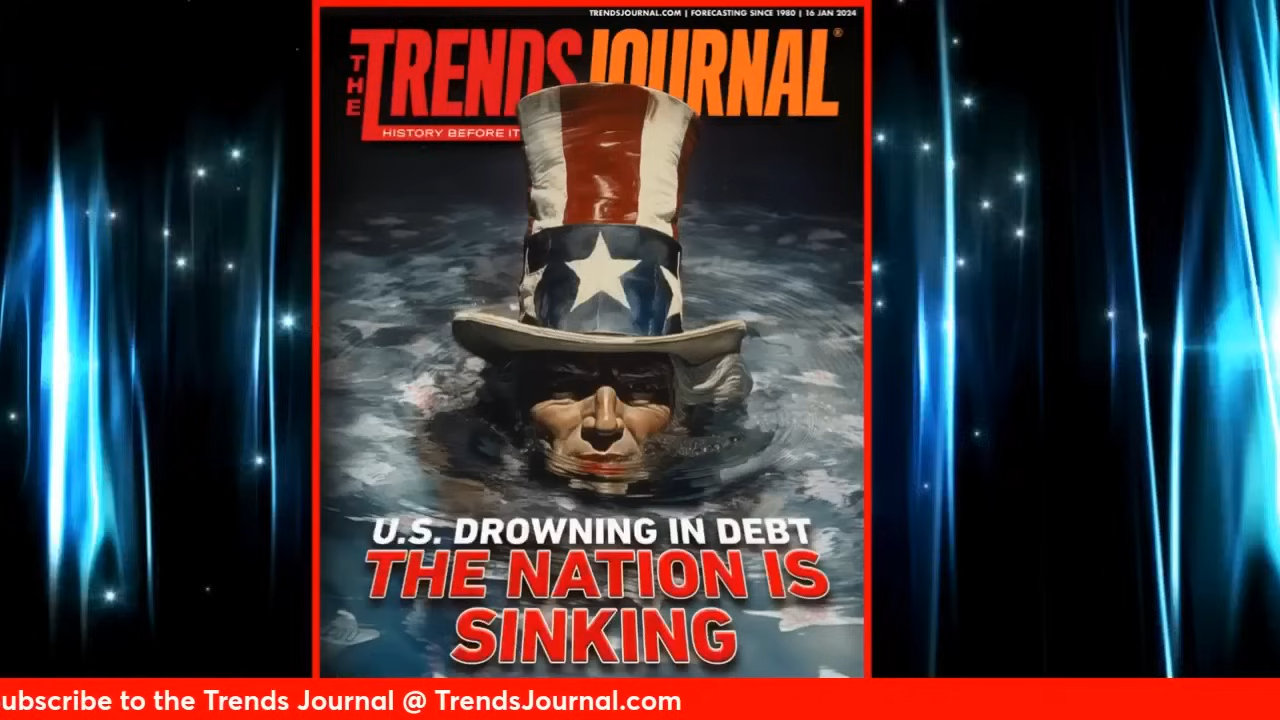 TRENDSJOURNAL.COM | FORECASTING SINCE 1980 | 16 JAN 2024
THE TRENDS JOURNAL®
HISTORY BEFORE IT
U.S. DROWNING IN DEBT
THE NATION IS
SINKING
ubscribe to the Trends Journal @ TrendsJournal.com